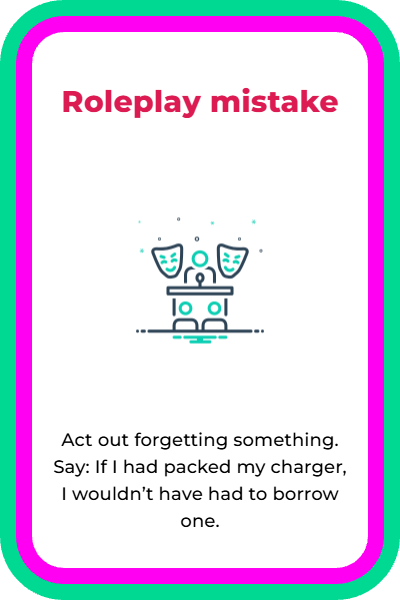 Roleplay mistake
Act out forgetting something.
Say: If I had packed my charger,
I wouldn’t have had to borrow
one.